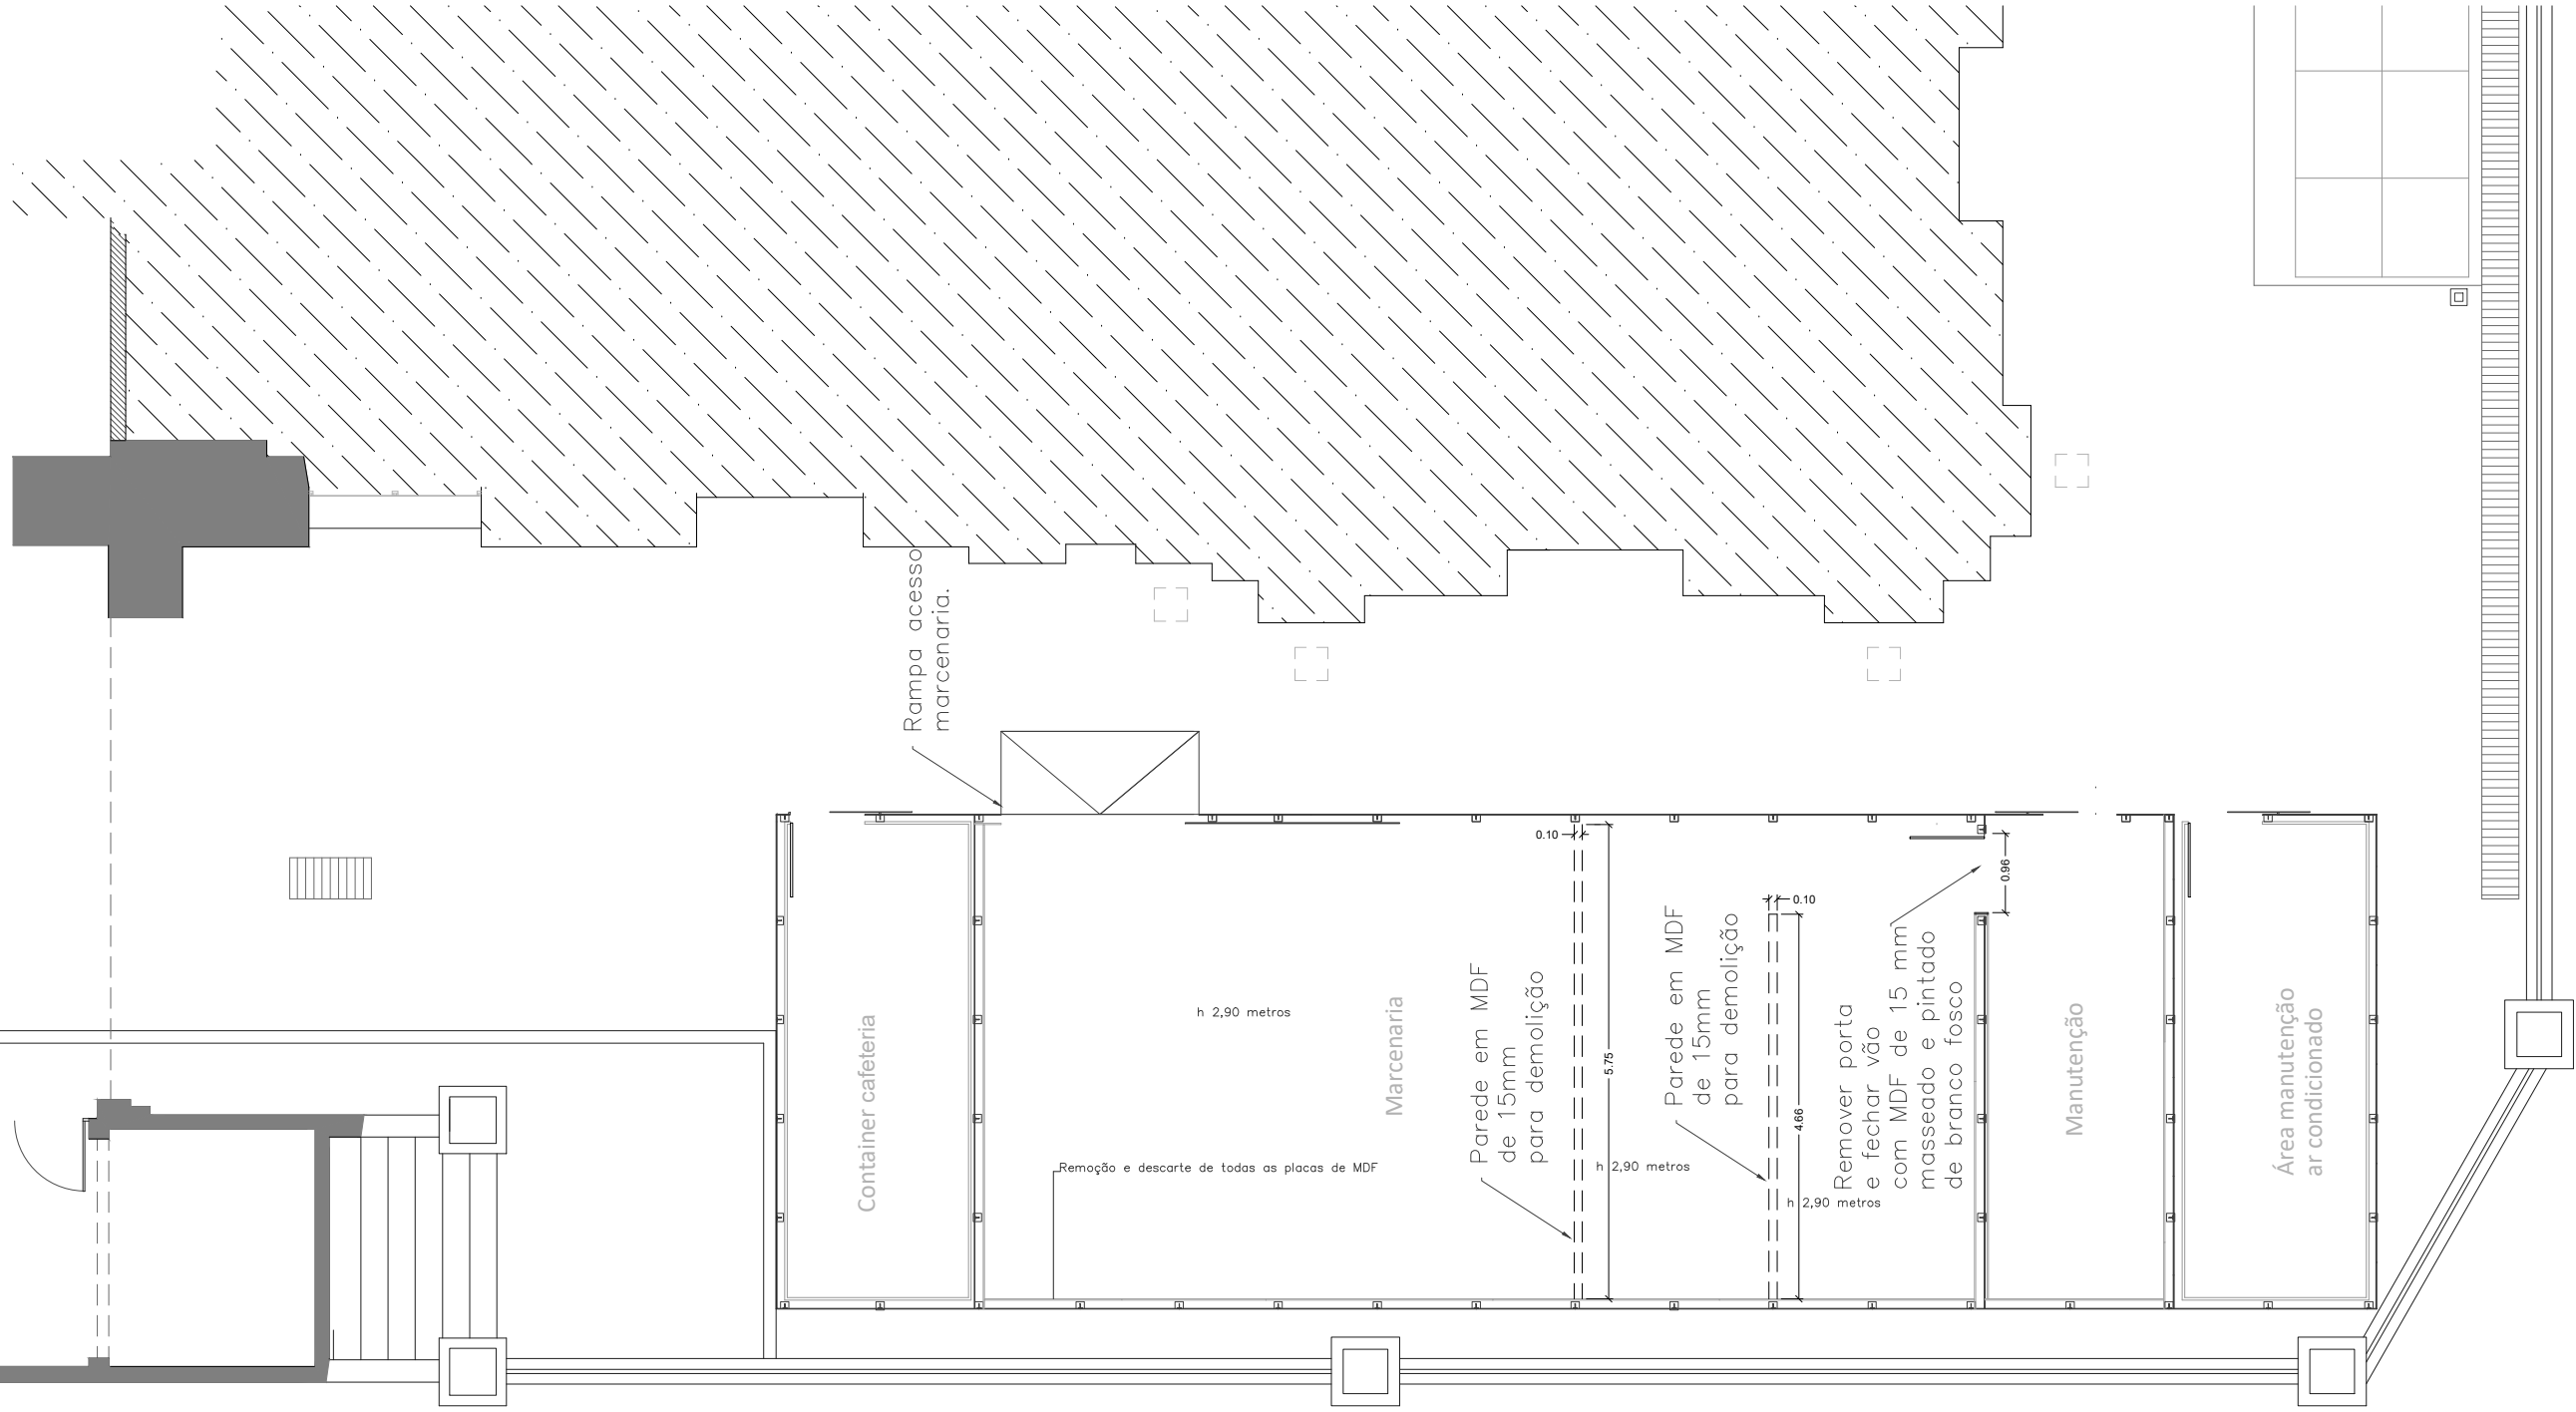 Rampa acesso
marcenaria.
Container cafeteria
h 2,90 metros
Remoção e descarte de todas as placas de MDF
Marcenaria
Parede em MDF
de 15mm
para demolição
0.10
5.75
h 2,90 metros
Parede em MDF
de 15mm
para demolição
0.10
4.66
h 2,90 metros
Remover porta
e fechar vão
com MDF de 15 mm
masseado e pintado
de branco fosco
0.96
Manutenção
Área manutenção
ar condicionado